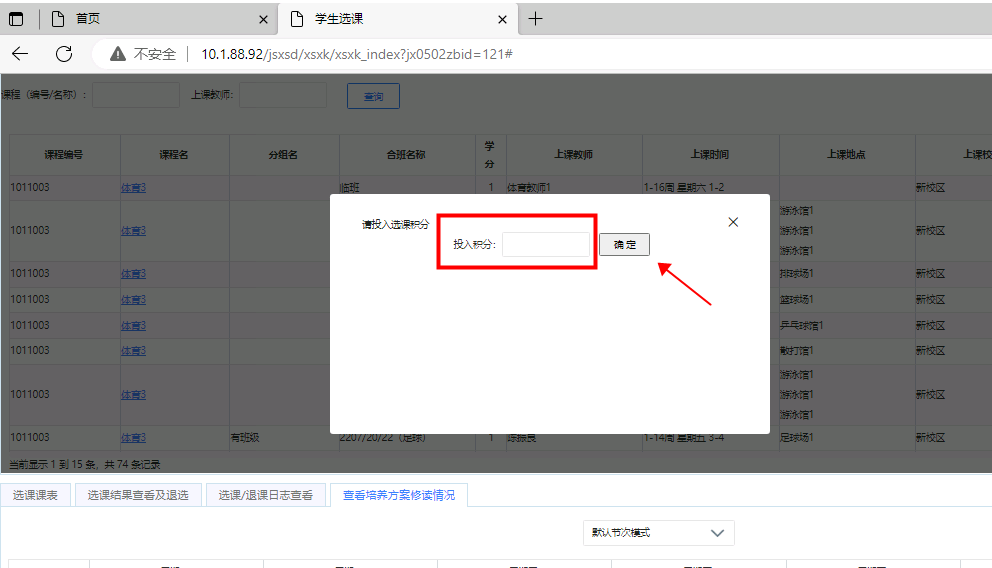 首页 学生选课
不安全 10.1.88.92/jsxsd/xsxk/xsxk_index?jx0502zbid=121#
课程（编号/名称）： 上课教师: 查询
课程编号 课程名 分组名 合班名称 学分 上课教师 上课时间 上课地点
1011003 体育3 临班 1 体育教师1 1-16周 星期六 1-2 新校区
请投入选课积分
投入积分: 确定
1011003 体育3 游泳馆1 新校区
游泳馆1
游泳馆1
1011003 体育3 排球场1 新校区
1011003 体育3 篮球场1 新校区
1011003 体育3 乒乓球馆1 新校区
1011003 体育3 散打馆1 新校区
1011003 体育3 游泳馆1 新校区
游泳馆1
游泳馆1
1011003 体育3 有班级 2207/20/22（足球） 1 1-14周 星期五 3-4 足球场1 新校区
当前显示 1 到 15 条，共 74 条记录
选课课表 选课结果查看及退选 选课/退课日志查看 查看培养方案修读情况
默认节次模式